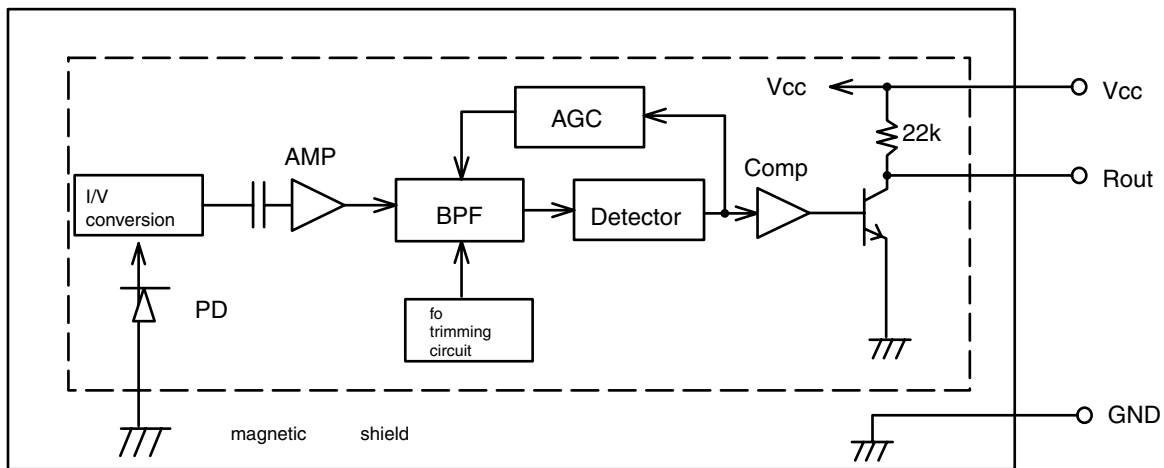 Vcc
Vcc
AGC
22k
AMP
Comp
Rout
I/V
conversion
BPF
Detector
PD
fo
trimming
circuit
GND
magnetic shield